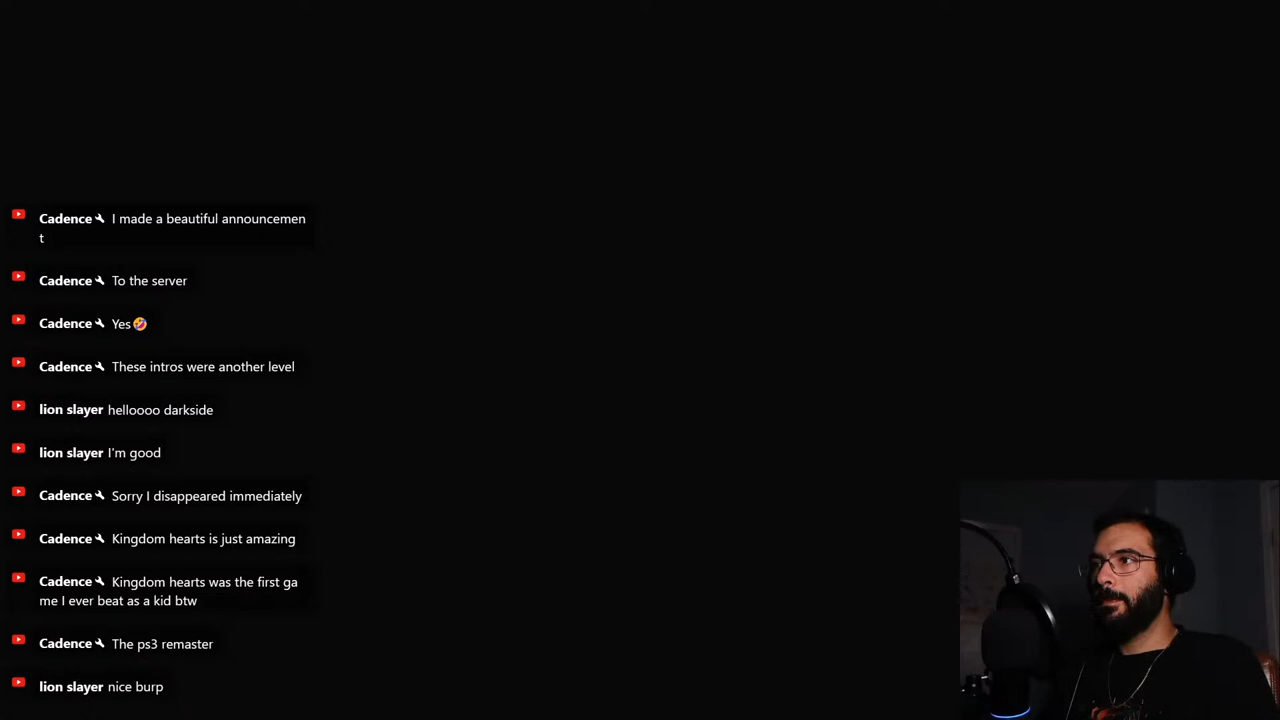 Cadence I made a beautiful announcemen
t
Cadence To the server
Cadence Yes🤣
Cadence These intros were another level
lion slayer helloooo darkside
lion slayer I'm good
Cadence Sorry I disappeared immediately
Cadence Kingdom hearts is just amazing
Cadence Kingdom hearts was the first ga
me I ever beat as a kid btw
Cadence The ps3 remaster
lion slayer nice burp